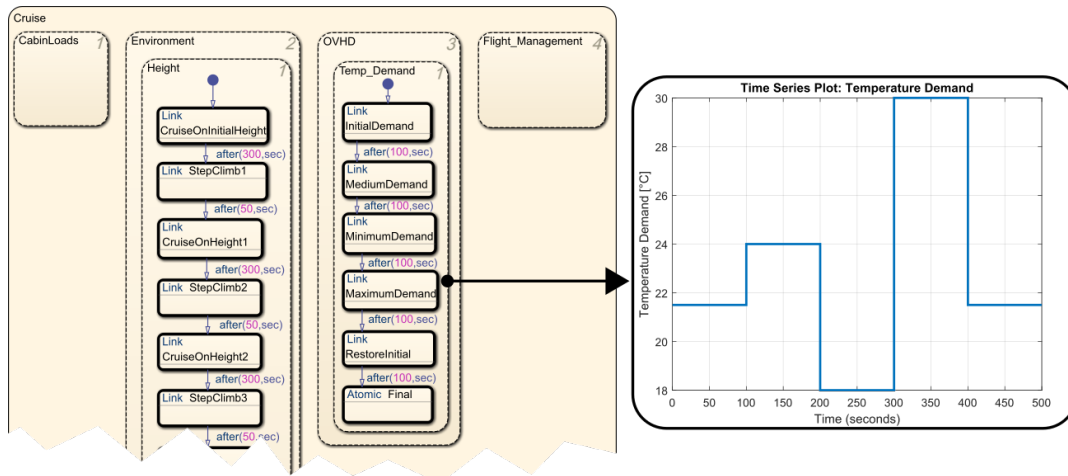 Cruise
CabinLoads 1
Environment 2
OVHD 3
Flight_Management 4
Height 1
Link
CruiseOnInitialHeight
after(300,sec)
Link StepClimb1
after(50,sec)
Link
CruiseOnHeight1
after(300,sec)
Link StepClimb2
after(50,sec)
Link
CruiseOnHeight2
after(300,sec)
Link StepClimb3
after(50,sec)
Temp_Demand 1
Link
InitialDemand
after(100,sec)
Link
MediumDemand
after(100,sec)
Link
MinimumDemand
after(100,sec)
Link
MaximumDemand
after(100,sec)
Link
RestoreInitial
after(100,sec)
Atomic Final
Time Series Plot: Temperature Demand
Temperature Demand [°C]
30
28
26
24
22
20
18
0 50 100 150 200 250 300 350 400 450 500
Time (seconds)